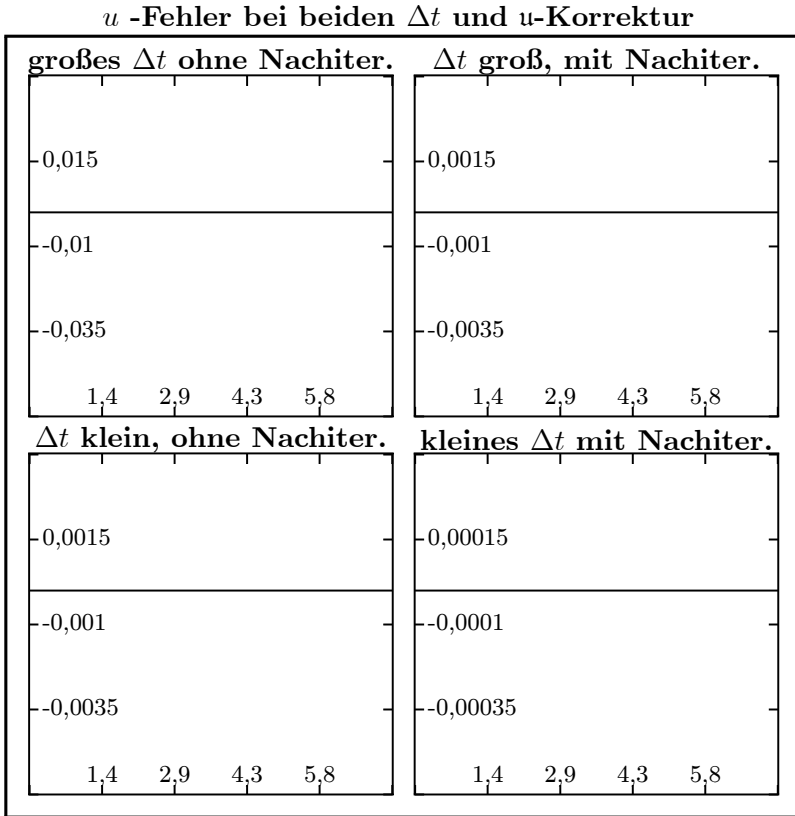 u -Fehler bei beiden Δt und 𝔲-Korrektur
großes Δt ohne Nachiter.
0,015
-0,01
-0,035
1,4 2,9 4,3 5,8
Δt groß, mit Nachiter.
0,0015
-0,001
-0,0035
1,4 2,9 4,3 5,8
Δt klein, ohne Nachiter.
0,0015
-0,001
-0,0035
1,4 2,9 4,3 5,8
kleines Δt mit Nachiter.
0,00015
-0,0001
-0,00035
1,4 2,9 4,3 5,8